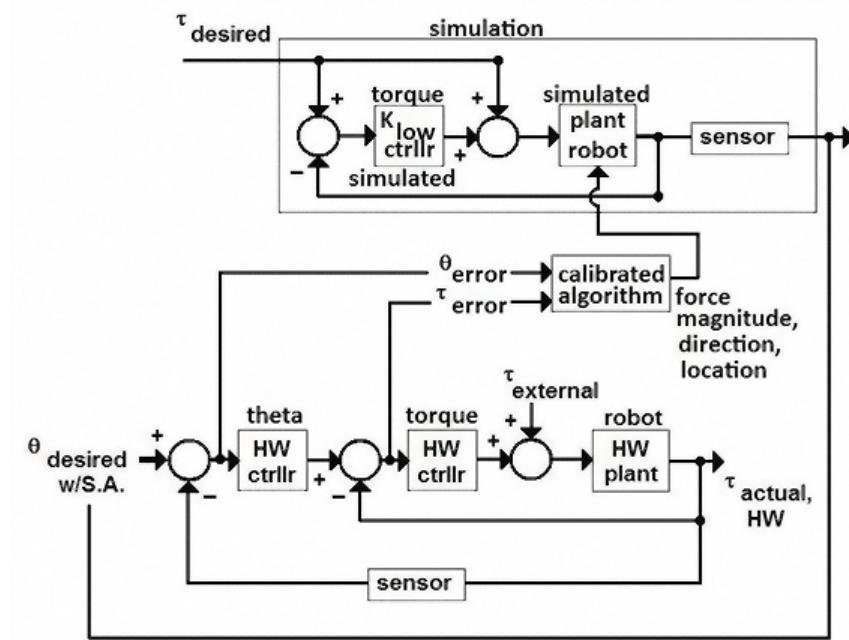 τ desired
simulation
+
torque
+
simulated
K low ctrllr
plant robot
sensor
+
−
simulated
θ error
τ error
calibrated algorithm
force
magnitude,
direction,
location
τ external
+
theta
torque
robot
θ desired
w/S.A.
+
HW ctrllr
+
HW ctrllr
+
HW plant
τ actual,
HW
−
−
sensor